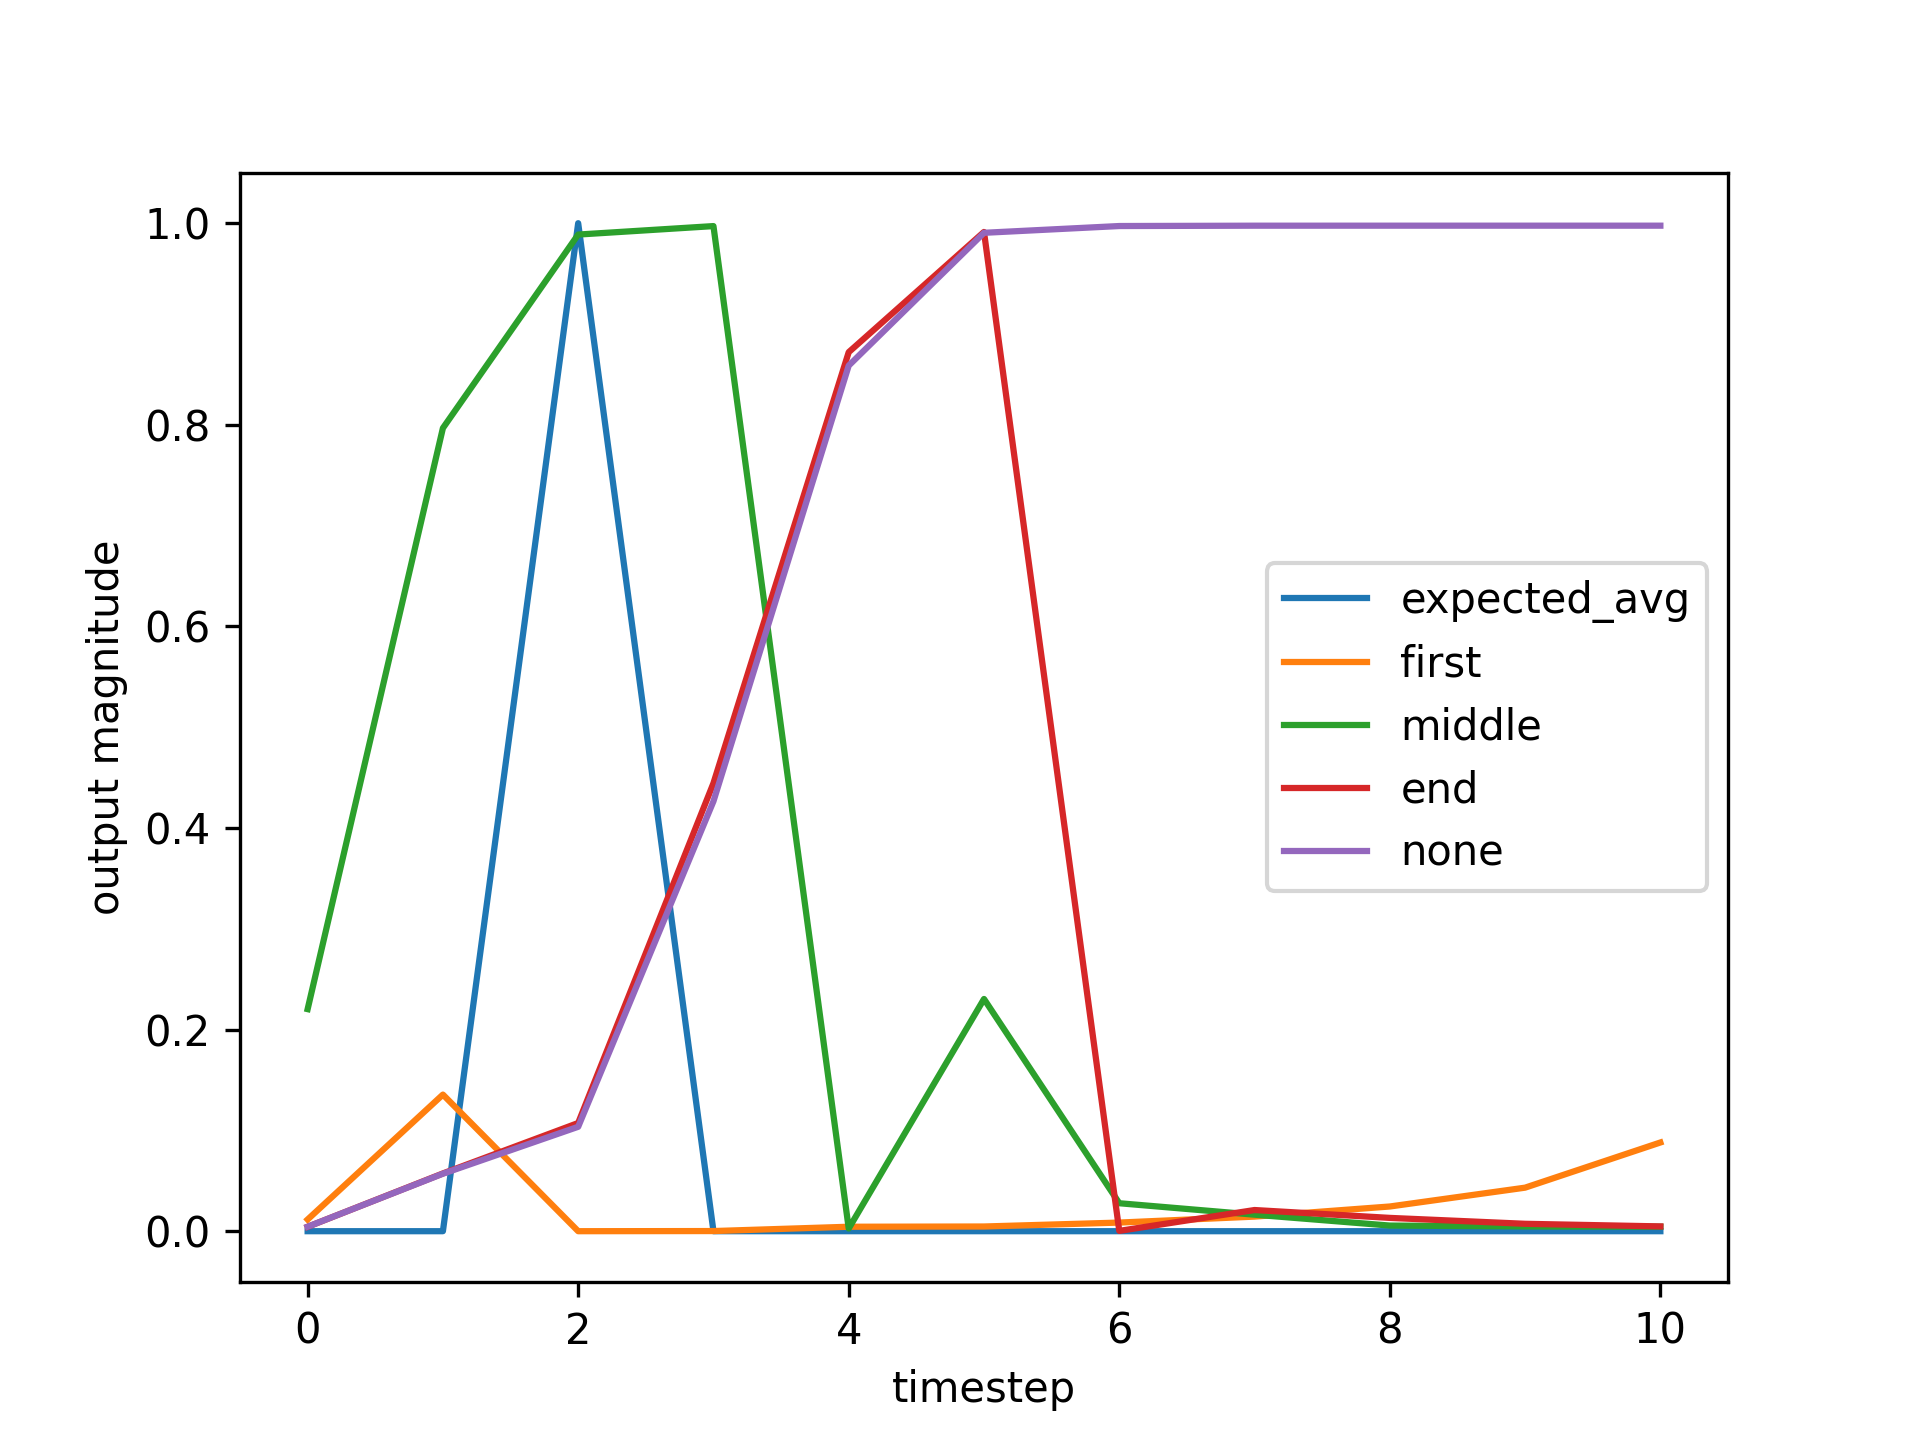 1.0
0.8
0.6
0.4
0.2
0.0
output magnitude
expected_avg
first
middle
end
none
0 2 4 6 8 10
timestep